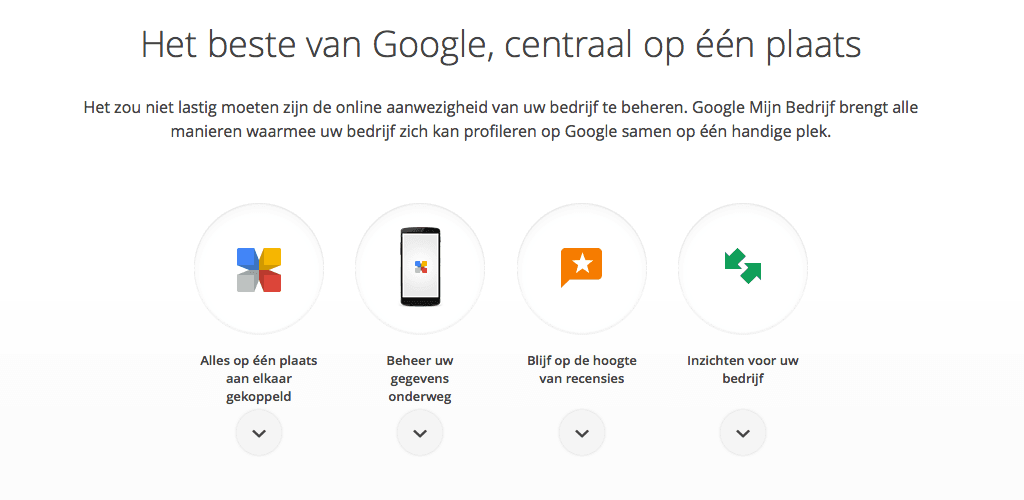 Het beste van Google, centraal op één plaats
Het zou niet lastig moeten zijn de online aanwezigheid van uw bedrijf te beheren. Google Mijn Bedrijf brengt alle
manieren waarmee uw bedrijf zich kan profileren op Google samen op één handige plek.
Alles op één plaats
aan elkaar
gekoppeld
Beheer uw
gegevens
onderweg
Blijf op de hoogte
van recensies
Inzichten voor uw
bedrijf